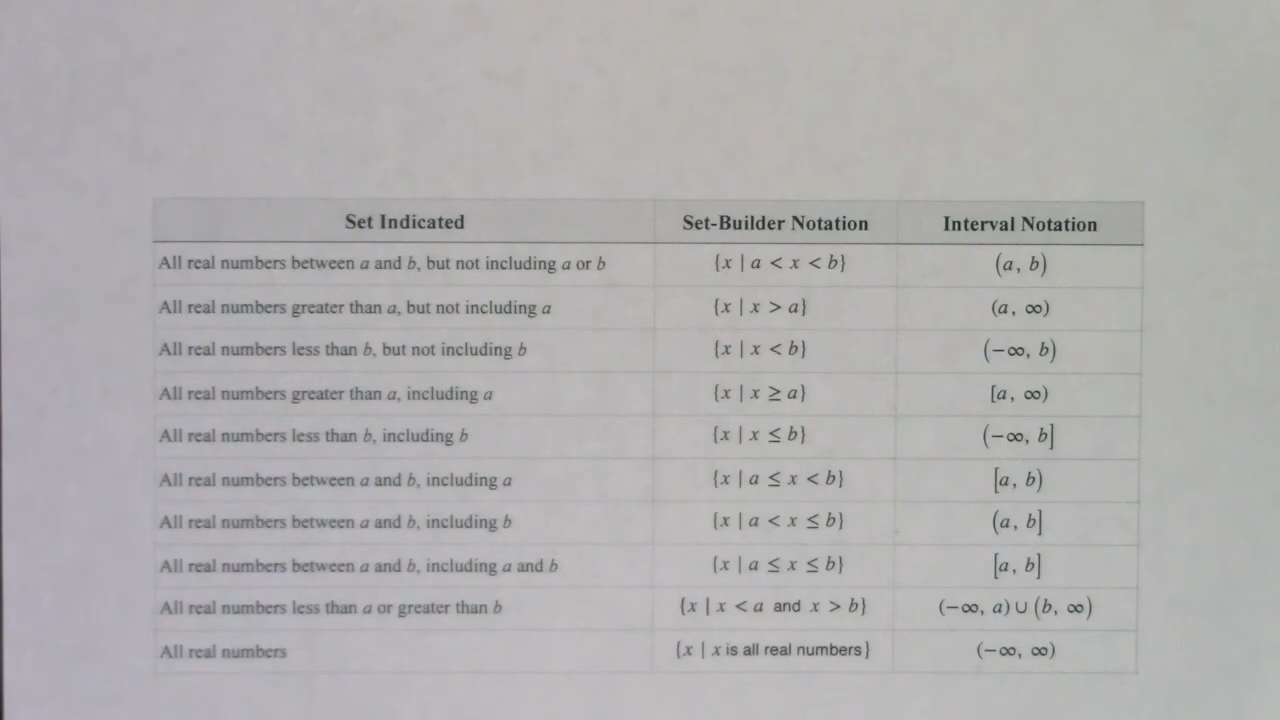 Set Indicated Set-Builder Notation Interval Notation
All real numbers between a and b, but not including a or b {x | a < x < b} (a, b)
All real numbers greater than a, but not including a {x | x > a} (a, ∞)
All real numbers less than b, but not including b {x | x < b} (−∞, b)
All real numbers greater than a, including a {x | x ≥ a} [a, ∞)
All real numbers less than b, including b {x | x ≤ b} (−∞, b]
All real numbers between a and b, including a {x | a ≤ x < b} [a, b)
All real numbers between a and b, including b {x | a < x ≤ b} (a, b]
All real numbers between a and b, including a and b {x | a ≤ x ≤ b} [a, b]
All real numbers less than a or greater than b {x | x < a and x > b} (−∞, a) ∪ (b, ∞)
All real numbers {x | x is all real numbers} (−∞, ∞)